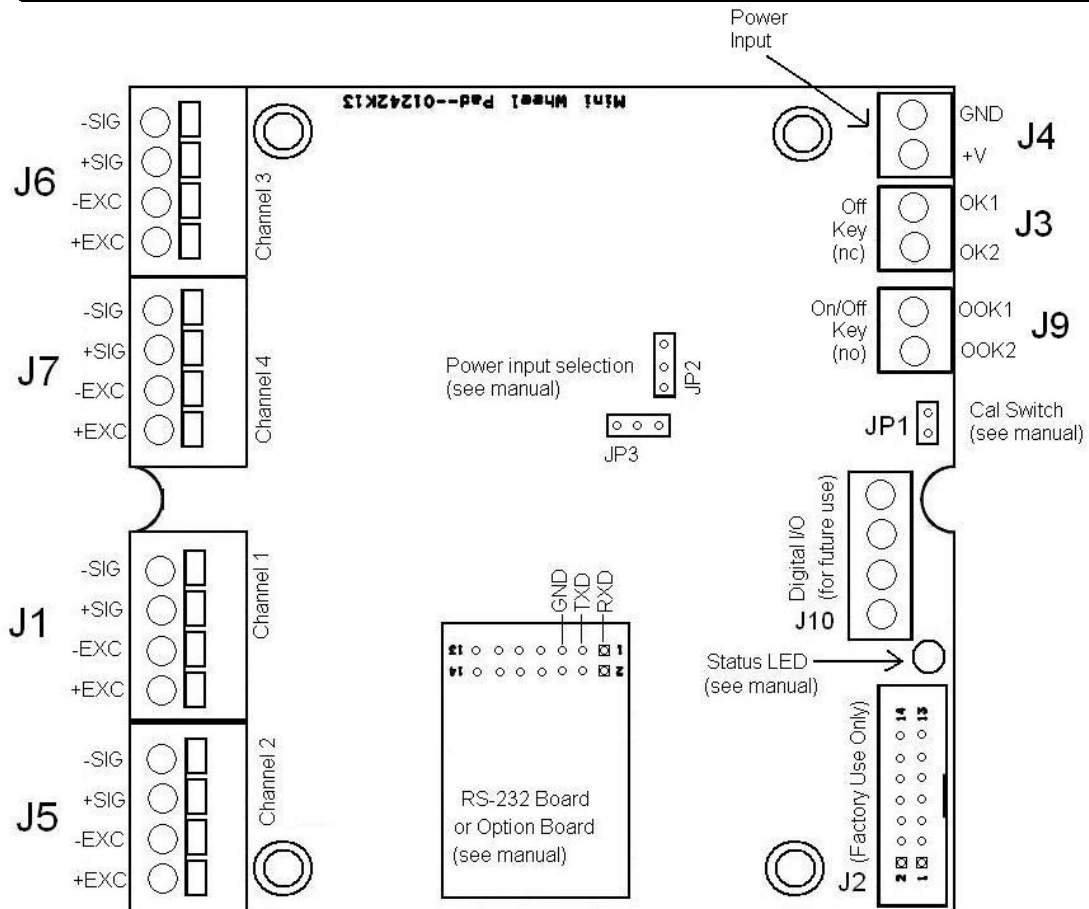 Power
Input
Mini Wheel Pad--01242K13
J6
-SIG
+SIG
-EXC
+EXC
Channel 3
GND
+V
J4
Off
Key
(nc)
OK1
OK2
J3
J7
-SIG
+SIG
-EXC
+EXC
Channel 4
On/Off
Key
(no)
OOK1
OOK2
J9
Power input selection
(see manual)
JP2
JP3
JP1
Cal Switch
(see manual)
J1
-SIG
+SIG
-EXC
+EXC
Channel 1
Digital I/O
(for future use)
J10
GND
TXD
RXD
13
1
14
2
Status LED
(see manual)
J5
-SIG
+SIG
-EXC
+EXC
Channel 2
RS-232 Board
or Option Board
(see manual)
(Factory Use Only)
J2
14
13
2
1